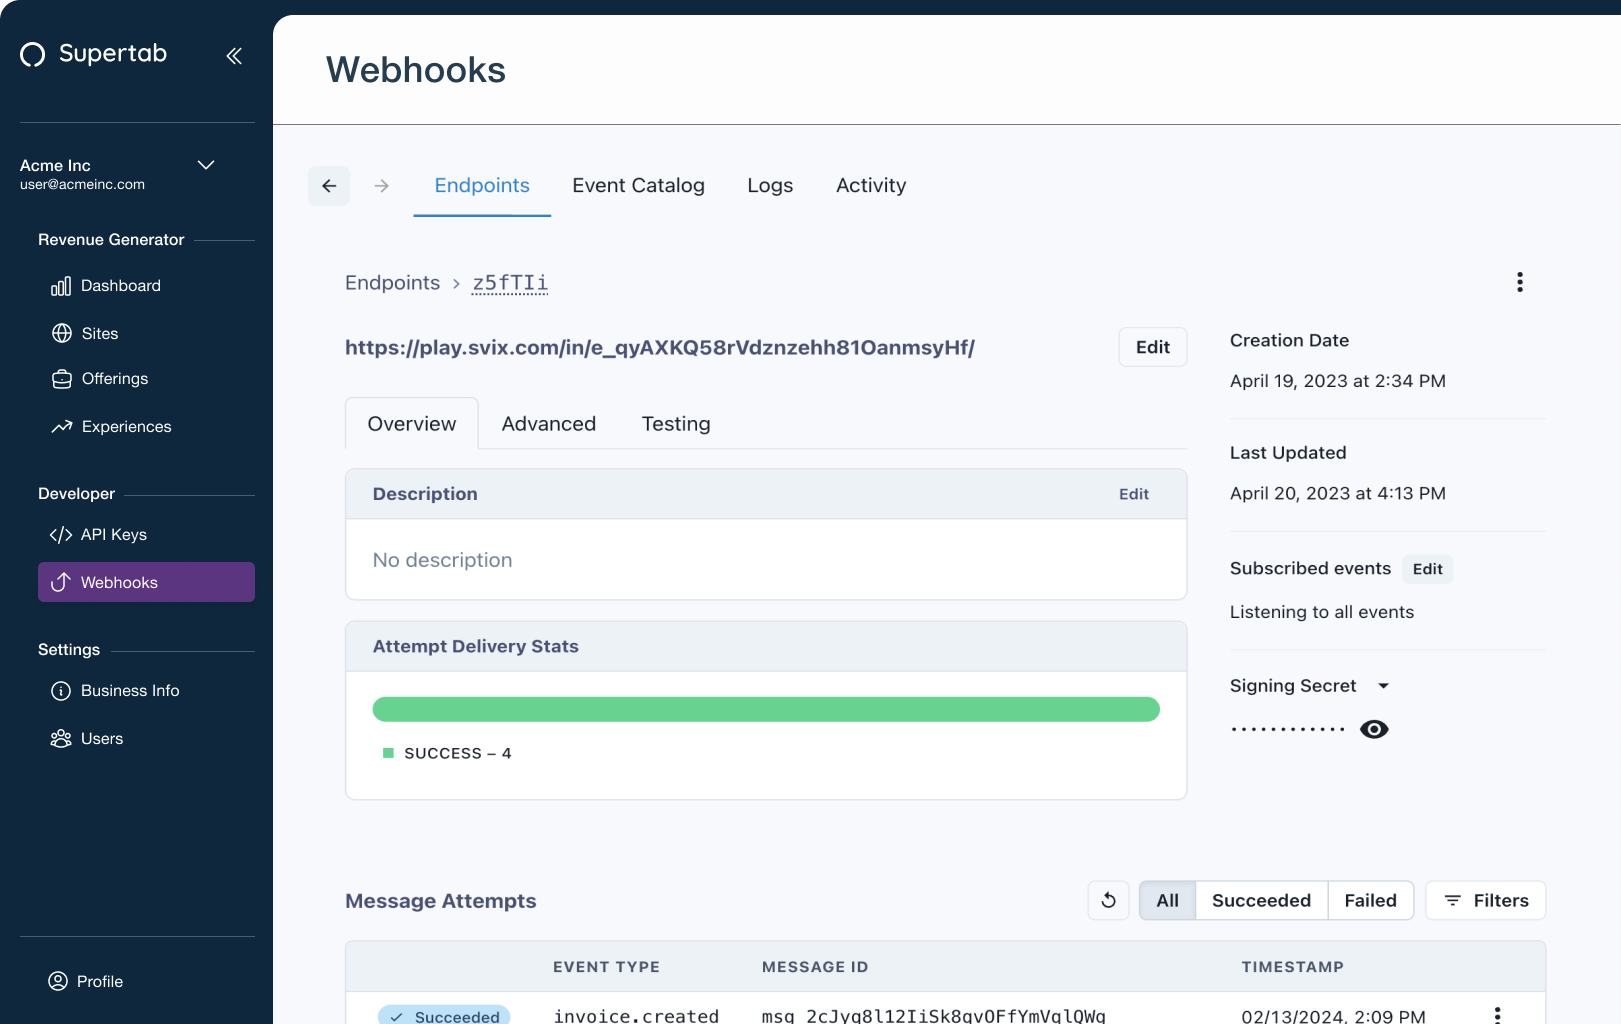 Supertab
Acme Inc
user@acmeinc.com
Revenue Generator
Dashboard
Sites
Offerings
Experiences
Developer
API Keys
Webhooks
Settings
Business Info
Users
Profile
Webhooks
Endpoints Event Catalog Logs Activity
Endpoints > z5fTIi
https://play.svix.com/in/e_qyAXKQ58rVdznzehh81OanmsyHf/ Edit
Overview Advanced Testing
Description Edit
No description
Attempt Delivery Stats
SUCCESS – 4
Creation Date
April 19, 2023 at 2:34 PM
Last Updated
April 20, 2023 at 4:13 PM
Subscribed events Edit
Listening to all events
Signing Secret
············
Message Attempts All Succeeded Failed Filters
EVENT TYPE MESSAGE ID TIMESTAMP
Succeeded invoice.created 02/13/2024, 2:09 PM